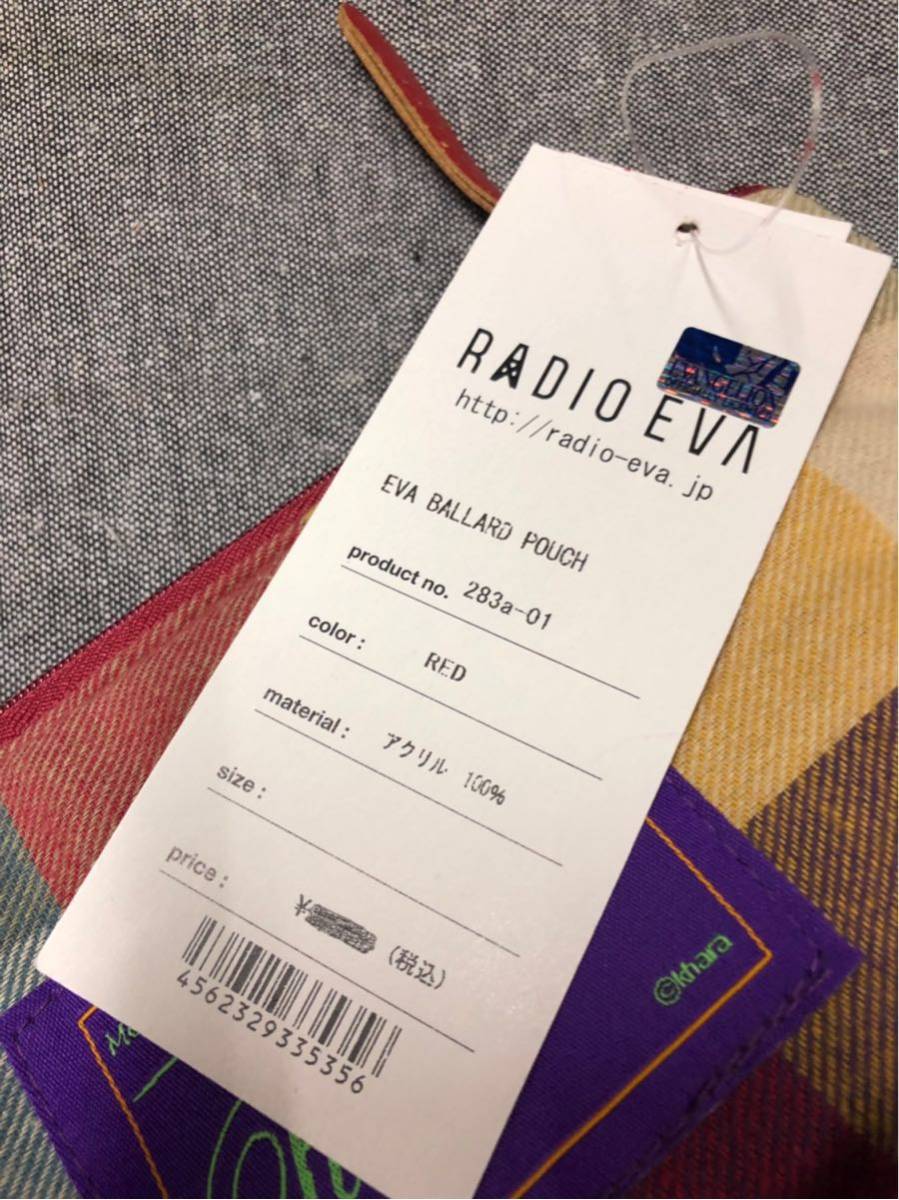 RADIO EVA
EVANGELION
http://radio-eva.jp
EVA BALLARD POUCH
product no. 283a-01
color: RED
material: アクリル 100%
size:
price: ¥ (税込)
4562329335356
©khara